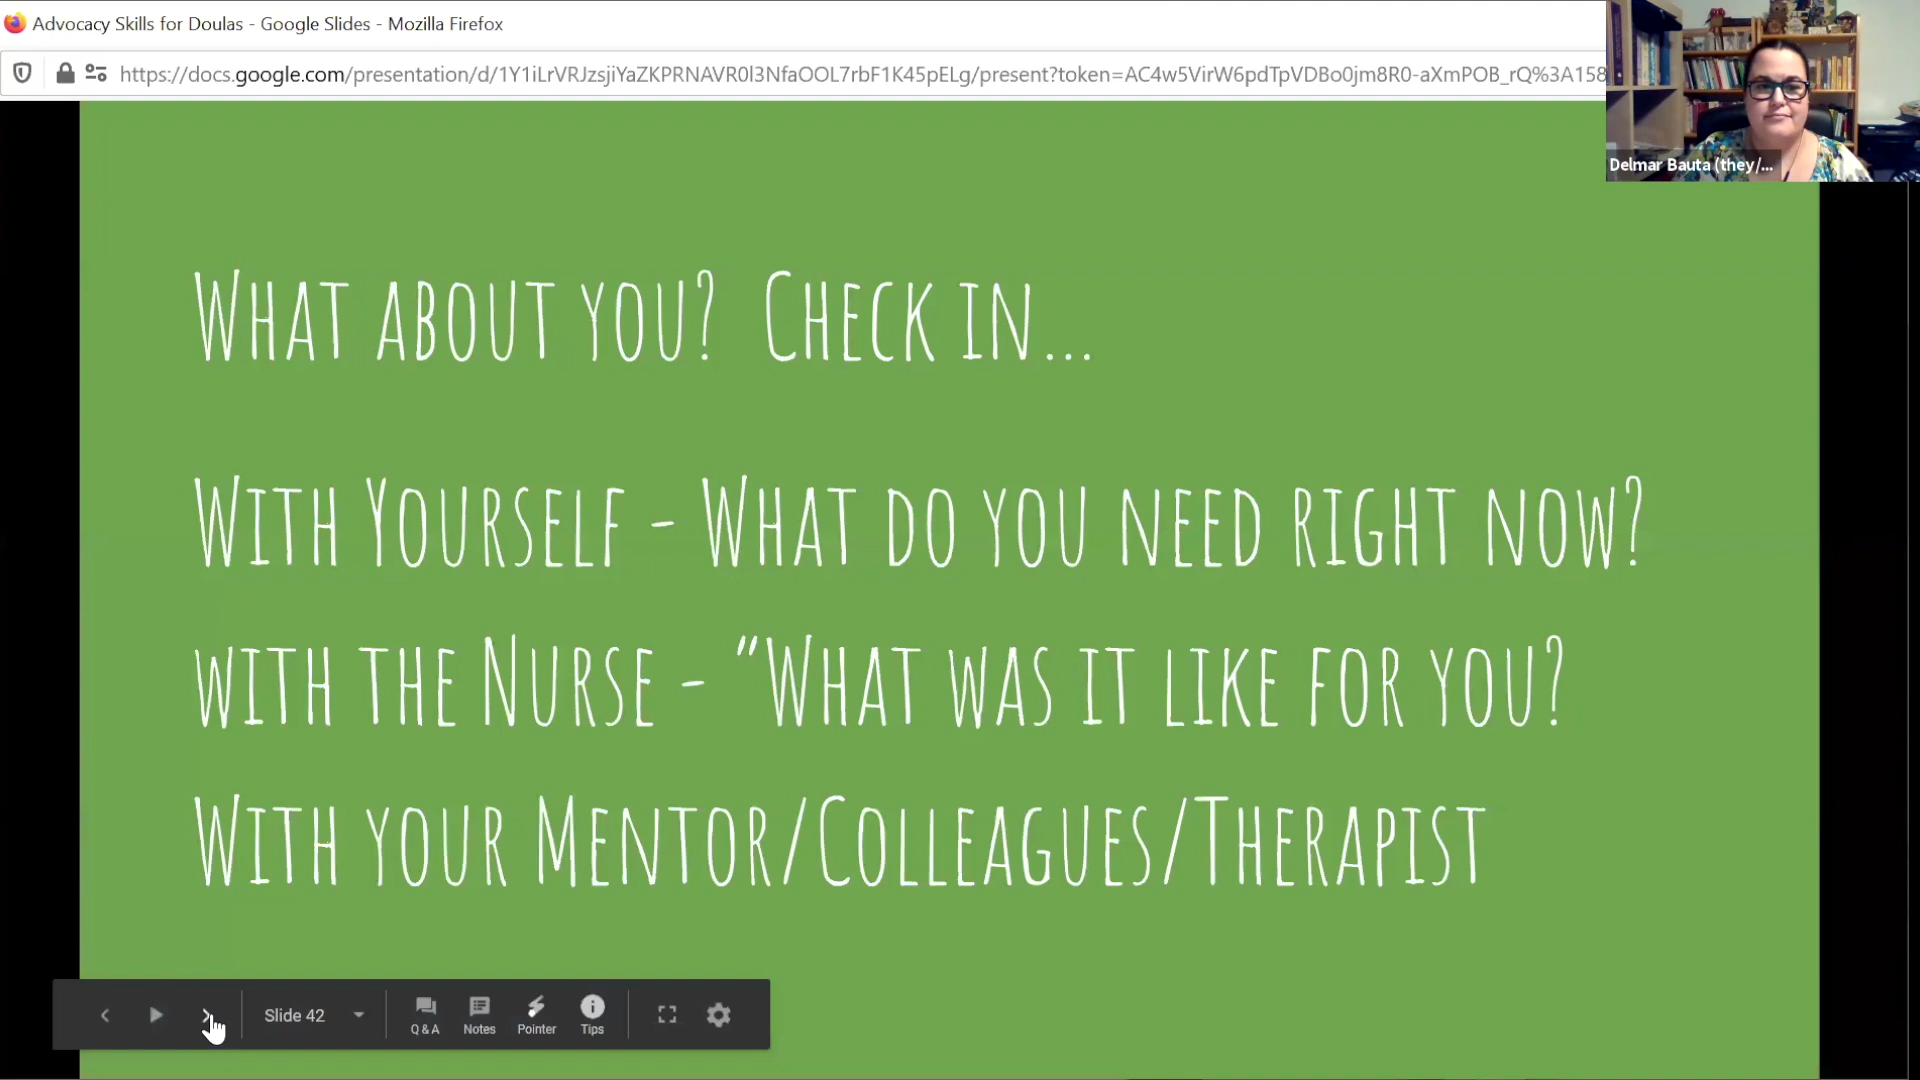 Advocacy Skills for Doulas - Google Slides - Mozilla Firefox
https://docs.google.com/presentation/d/1Y1iLrVRJzsjiYaZKPRNAVR0l3NfaOOL7rbF1K45pELg/present?token=AC4w5VirW6pdTpVDBo0jm8R0-aXmPOB_rQ%3A158
Delmar Bauta (they/...
What about you?  Check in...
With Yourself - What do you need right now?
with the Nurse - "What was it like for you?
With your Mentor/Colleagues/Therapist
Slide 42
Q & A
Notes
Pointer
Tips